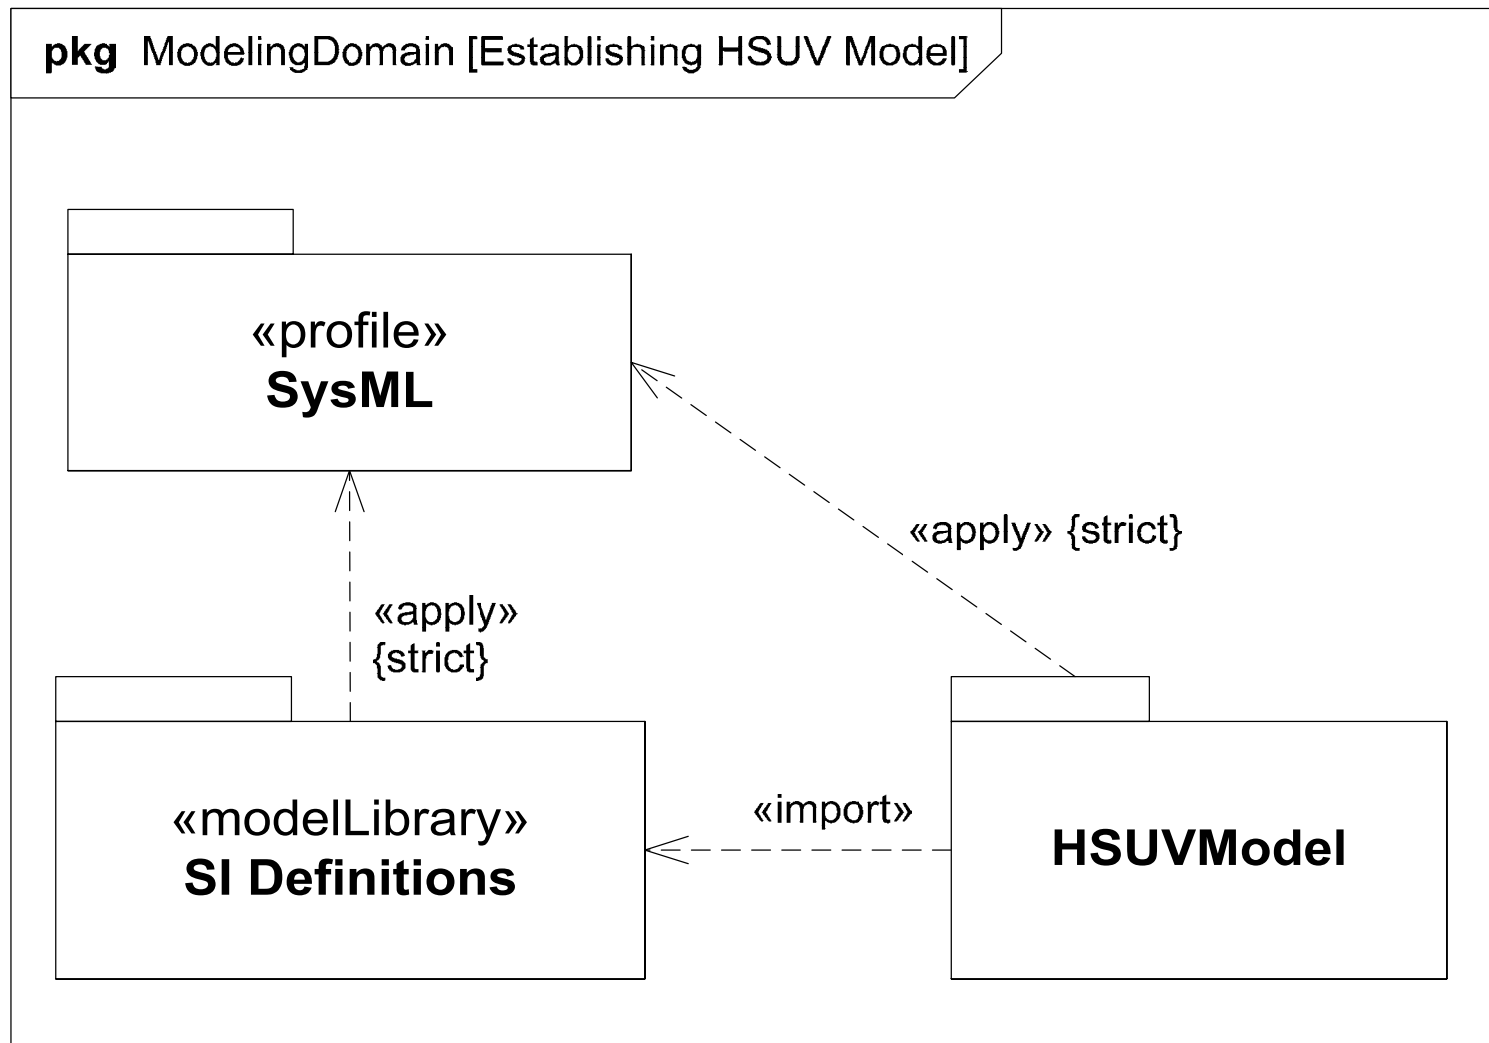 pkg ModelingDomain [Establishing HSUV Model]
«profile»
SysML
«apply» {strict}
«apply»
{strict}
«modelLibrary»
SI Definitions
«import»
HSUVModel